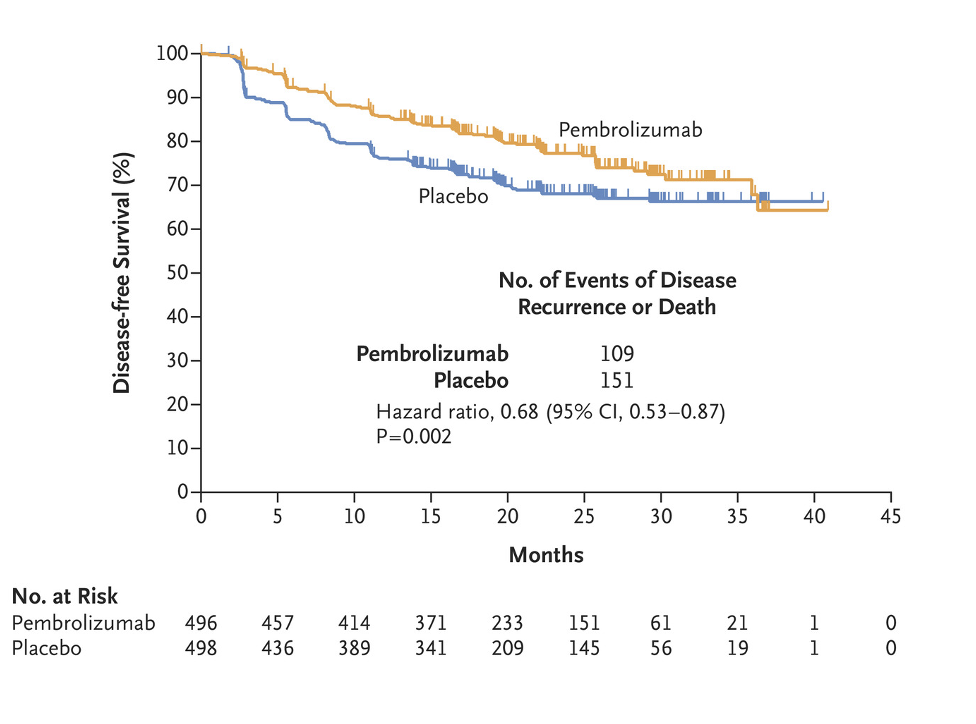 100
90
80
70
60
50
40
30
20
10
0
Disease-free Survival (%)
Pembrolizumab
Placebo
No. of Events of Disease
Recurrence or Death
Pembrolizumab 109
Placebo 151
Hazard ratio, 0.68 (95% CI, 0.53–0.87)
P=0.002
0 5 10 15 20 25 30 35 40 45
Months
No. at Risk
Pembrolizumab 496 457 414 371 233 151 61 21 1 0
Placebo 498 436 389 341 209 145 56 19 1 0